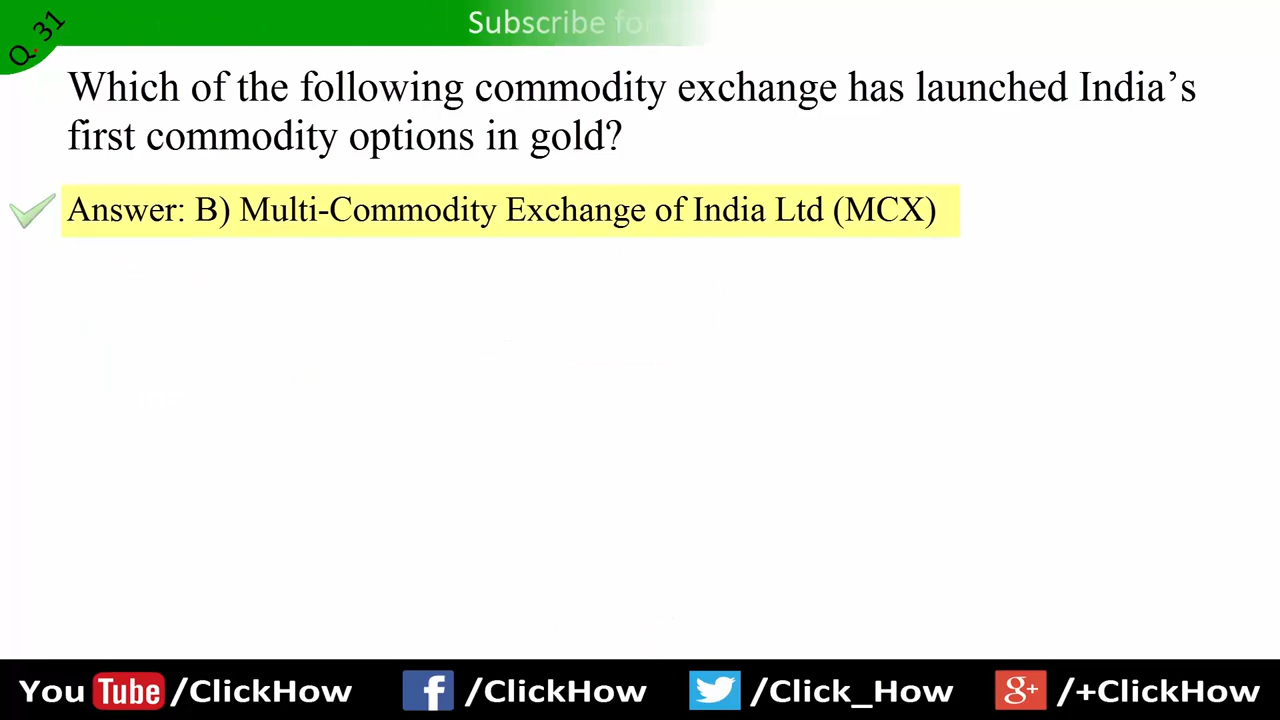 Q. 31
Subscribe for
Which of the following commodity exchange has launched India’s
first commodity options in gold?
Answer: B) Multi-Commodity Exchange of India Ltd (MCX)
You Tube /ClickHow f /ClickHow /Click_How g+ /+ClickHow